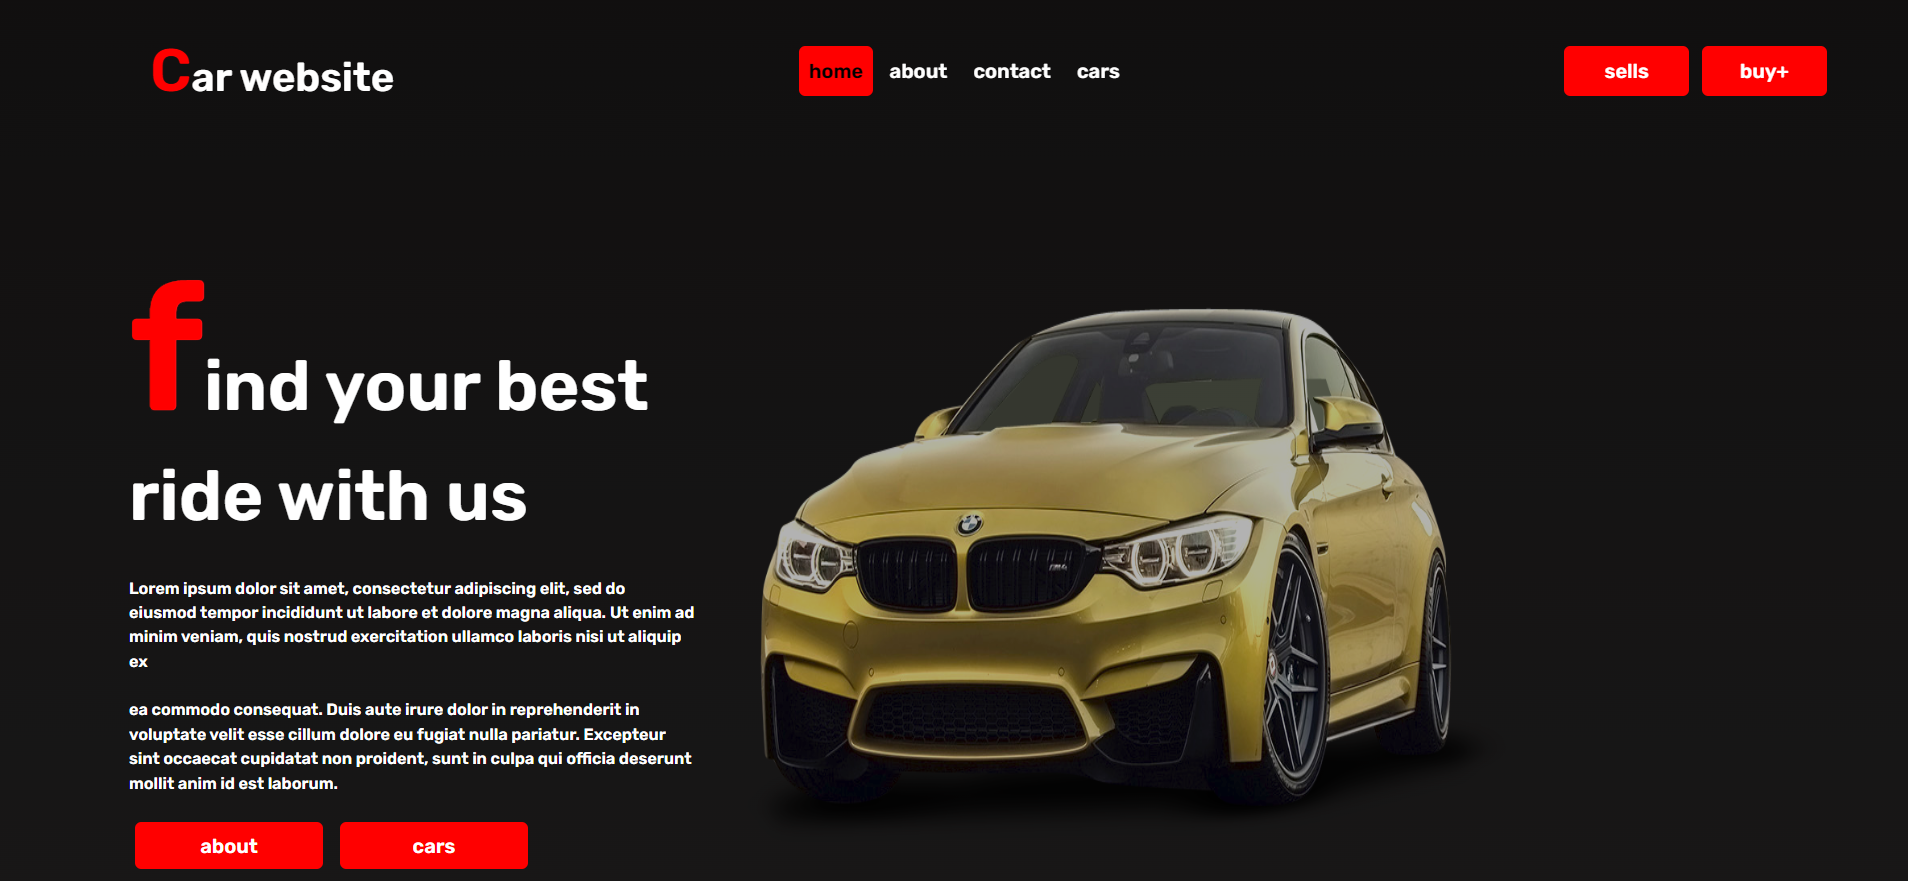 Car website
home about contact cars
sells buy+
find your best
ride with us
Lorem ipsum dolor sit amet, consectetur adipiscing elit, sed do
eiusmod tempor incididunt ut labore et dolore magna aliqua. Ut enim ad
minim veniam, quis nostrud exercitation ullamco laboris nisi ut aliquip
ex
ea commodo consequat. Duis aute irure dolor in reprehenderit in
voluptate velit esse cillum dolore eu fugiat nulla pariatur. Excepteur
sint occaecat cupidatat non proident, sunt in culpa qui officia deserunt
mollit anim id est laborum.
about cars
M4